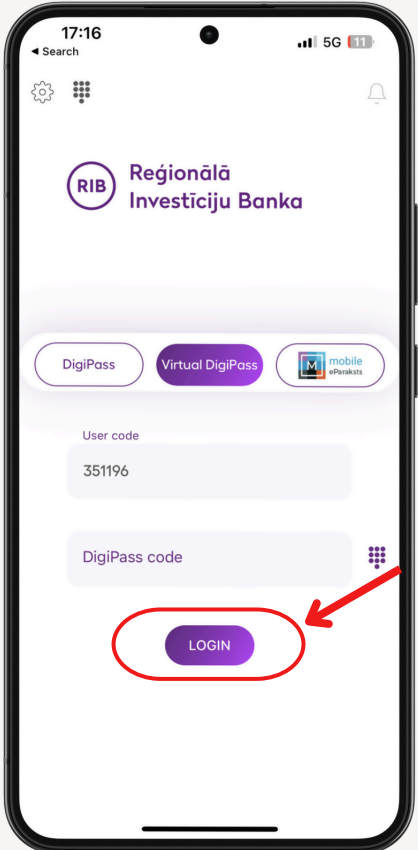 17:16
5G 11
◀ Search
RIB
Reģionālā
Investīciju Banka
DigiPass
Virtual DigiPass
M mobile
eParaksts
User code
351196
DigiPass code
LOGIN